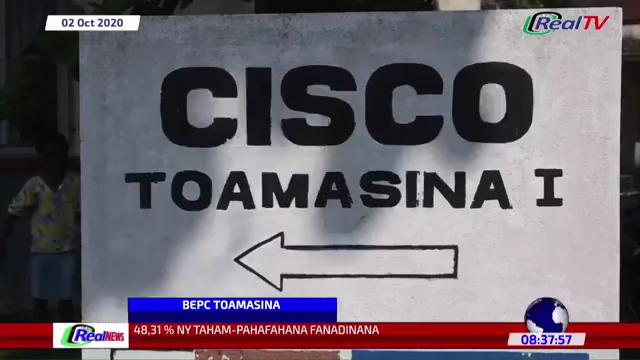 02 Oct 2020
RealTV
CISCO
TOAMASINA I
BEPC TOAMASINA
RealNews
48,31 % NY TAHAM-PAHAFAHANA FANADINANA
08:37:57